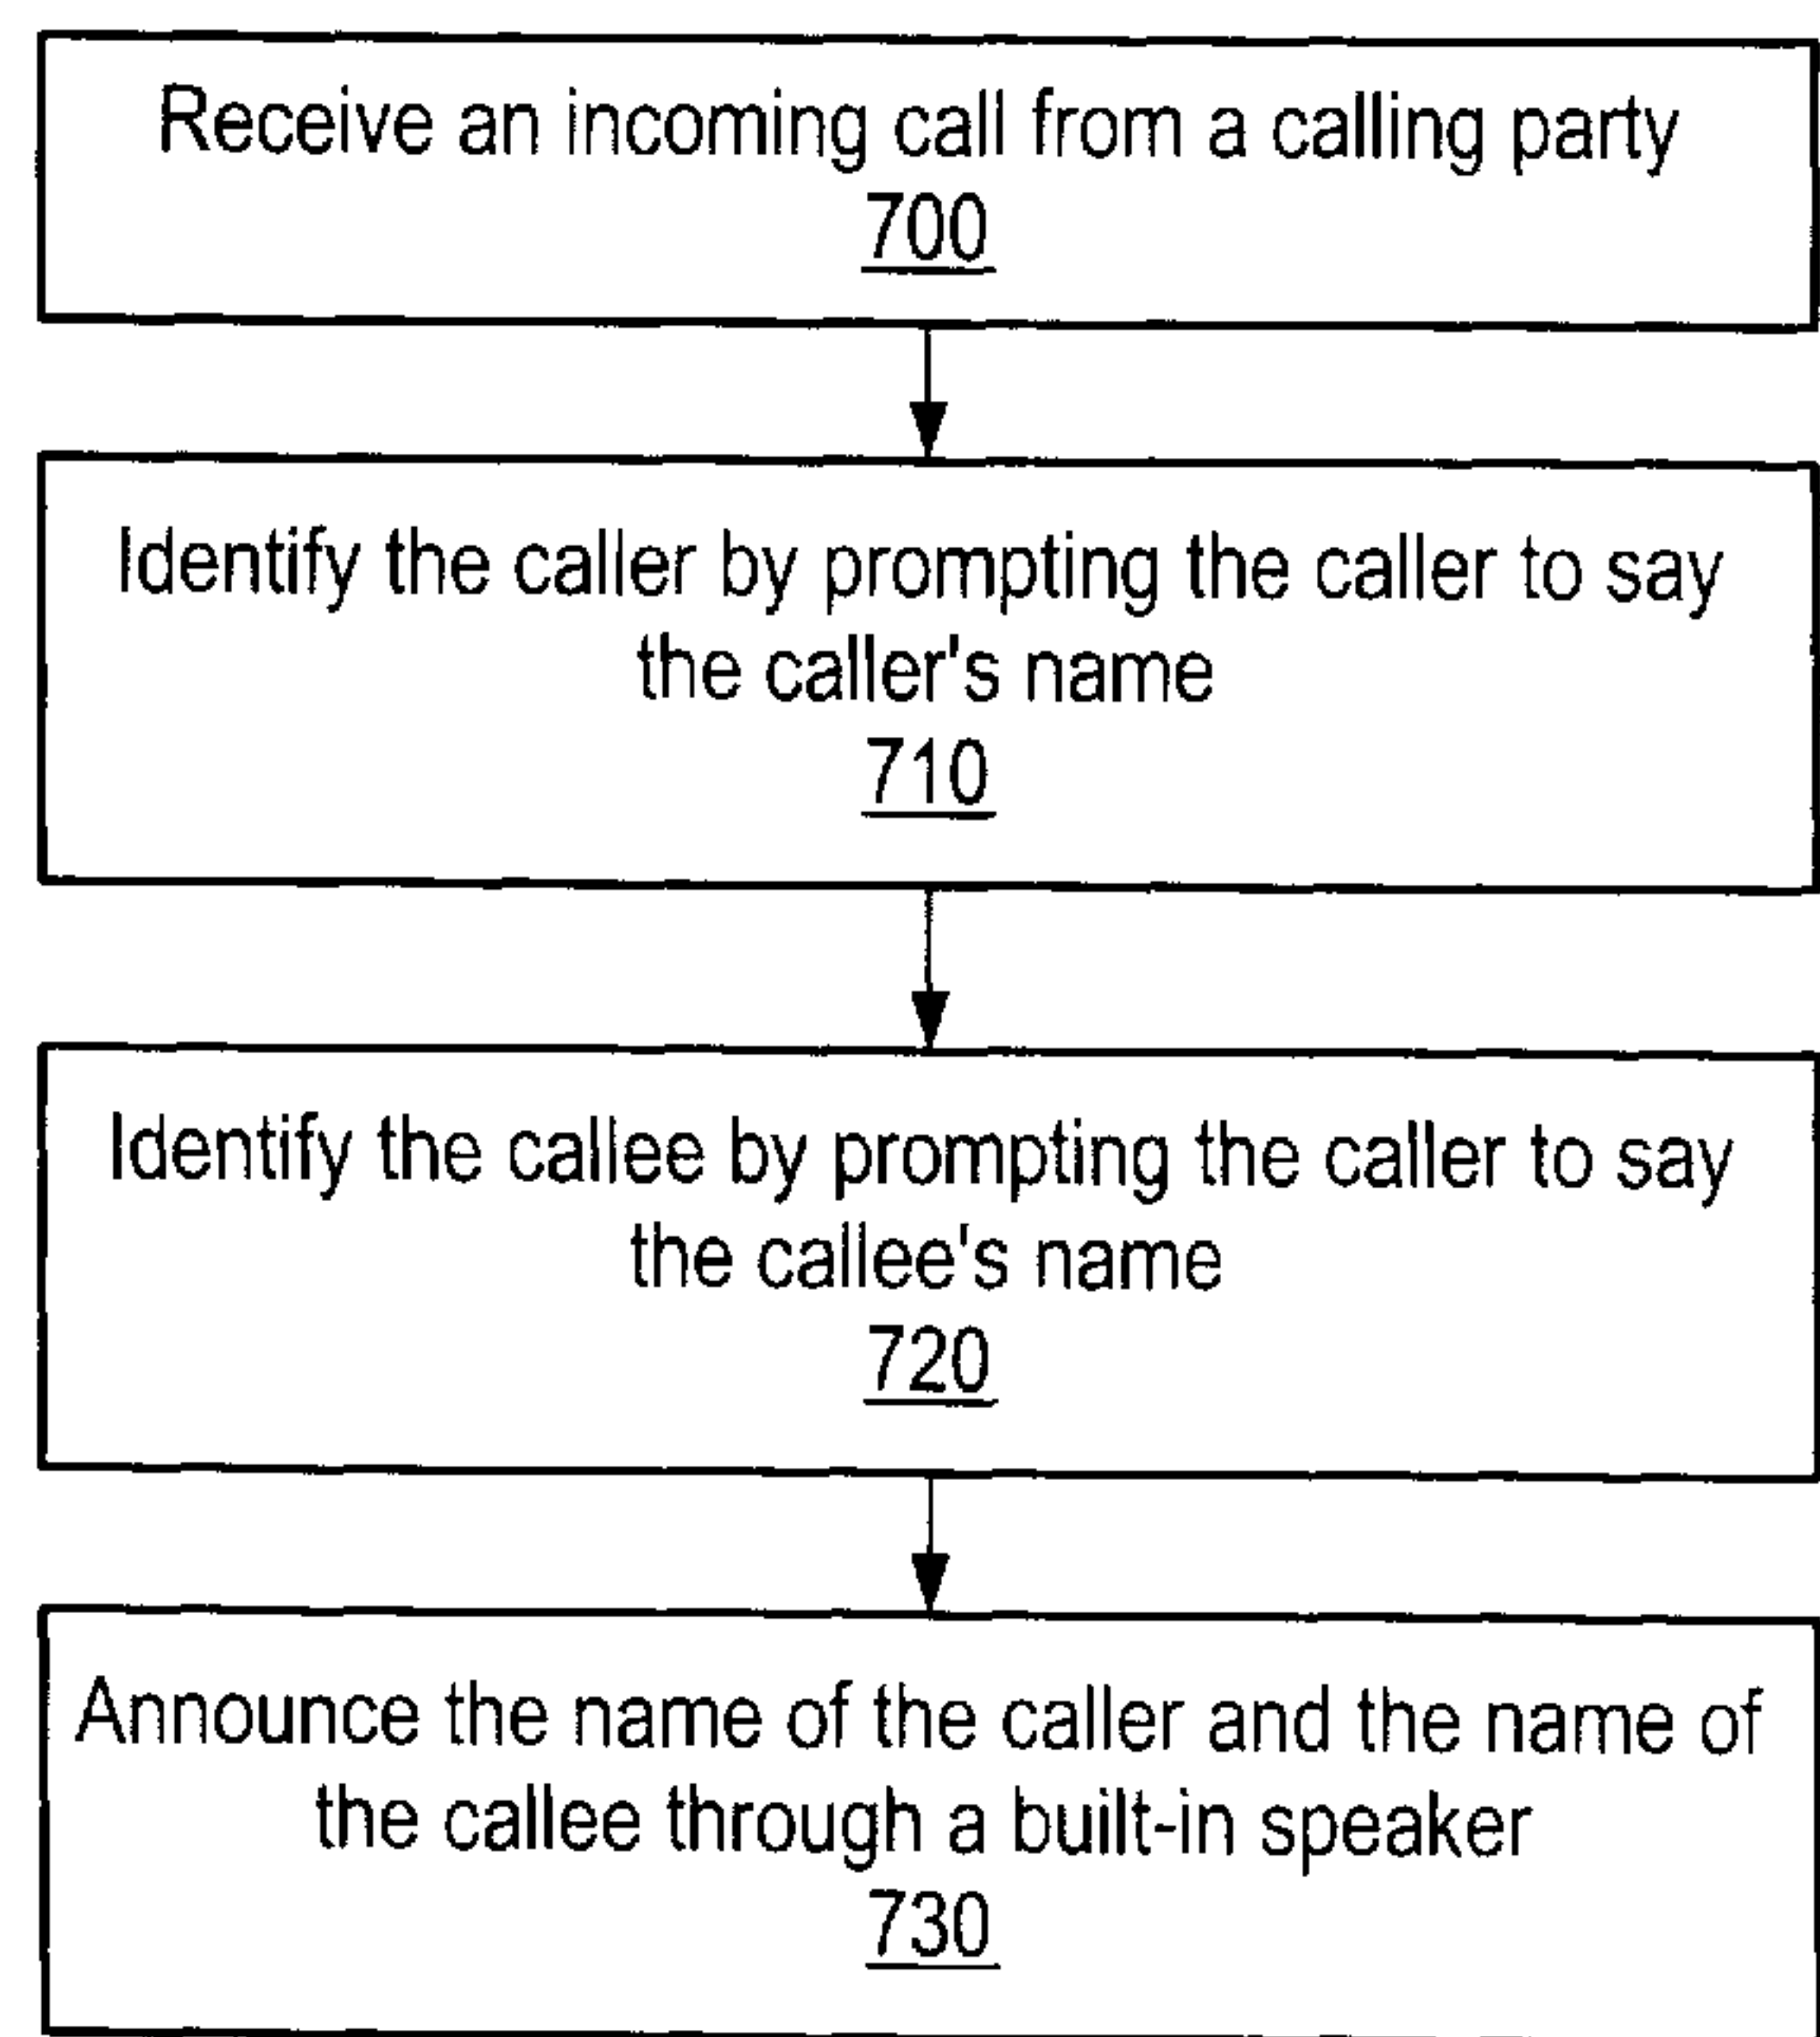 Receive an incoming call from a calling party
700
Identify the caller by prompting the caller to say
the caller's name
710
Identify the callee by prompting the caller to say
the callee's name
720
Announce the name of the caller and the name of
the callee through a built-in speaker
730